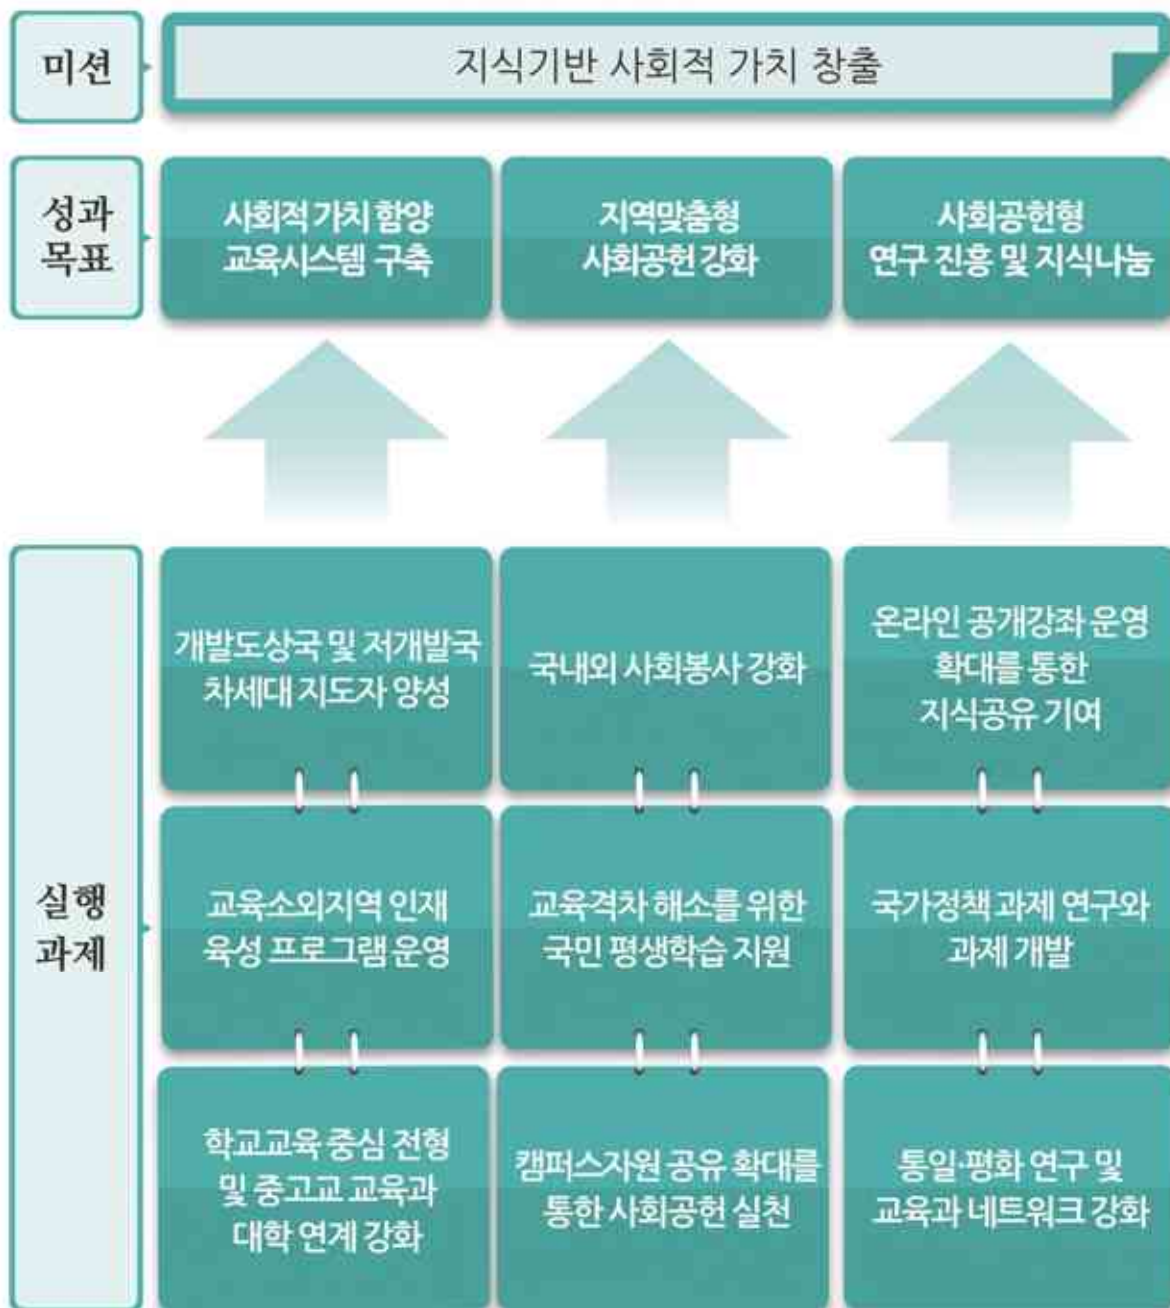 미션
지식기반 사회적 가치 창출
성과
목표
사회적 가치 함양
교육시스템 구축
지역맞춤형
사회공헌 강화
사회공헌형
연구 진흥 및 지식나눔
실행
과제
개발도상국 및 저개발국
차세대 지도자 양성
국내외 사회봉사 강화
온라인 공개강좌 운영
확대를 통한
지식공유 기여
교육소외지역 인재
육성 프로그램 운영
교육격차 해소를 위한
국민 평생학습 지원
국가정책 과제 연구와
과제 개발
학교교육 중심 전형
및 중고교 교육과
대학 연계 강화
캠퍼스자원 공유 확대를
통한 사회공헌 실천
통일·평화 연구 및
교육과 네트워크 강화